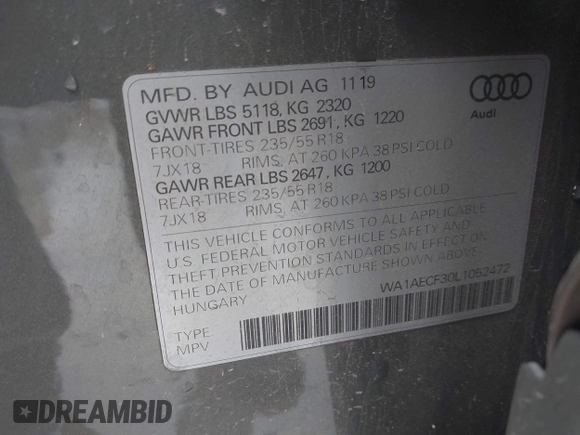 MFD. BY AUDI AG 11 19
GVWR LBS 5118, KG 2320
GAWR FRONT LBS 2691, KG 1220
FRONT-TIRES 235/55 R18
7JX18 RIMS, AT 260 KPA 38 PSI COLD
GAWR REAR LBS 2647, KG 1200
REAR-TIRES 235/55 R18
7JX18 RIMS, AT 260 KPA 38 PSI COLD
THIS VEHICLE CONFORMS TO ALL APPLICABLE
U.S. FEDERAL MOTOR VEHICLE SAFETY AND
THEFT PREVENTION STANDARDS IN EFFECT ON
THE DATE OF MANUFACTURE SHOWN ABOVE
HUNGARY
WA1AECF30L1052472
TYPE
MPV
Audi
DREAMBID